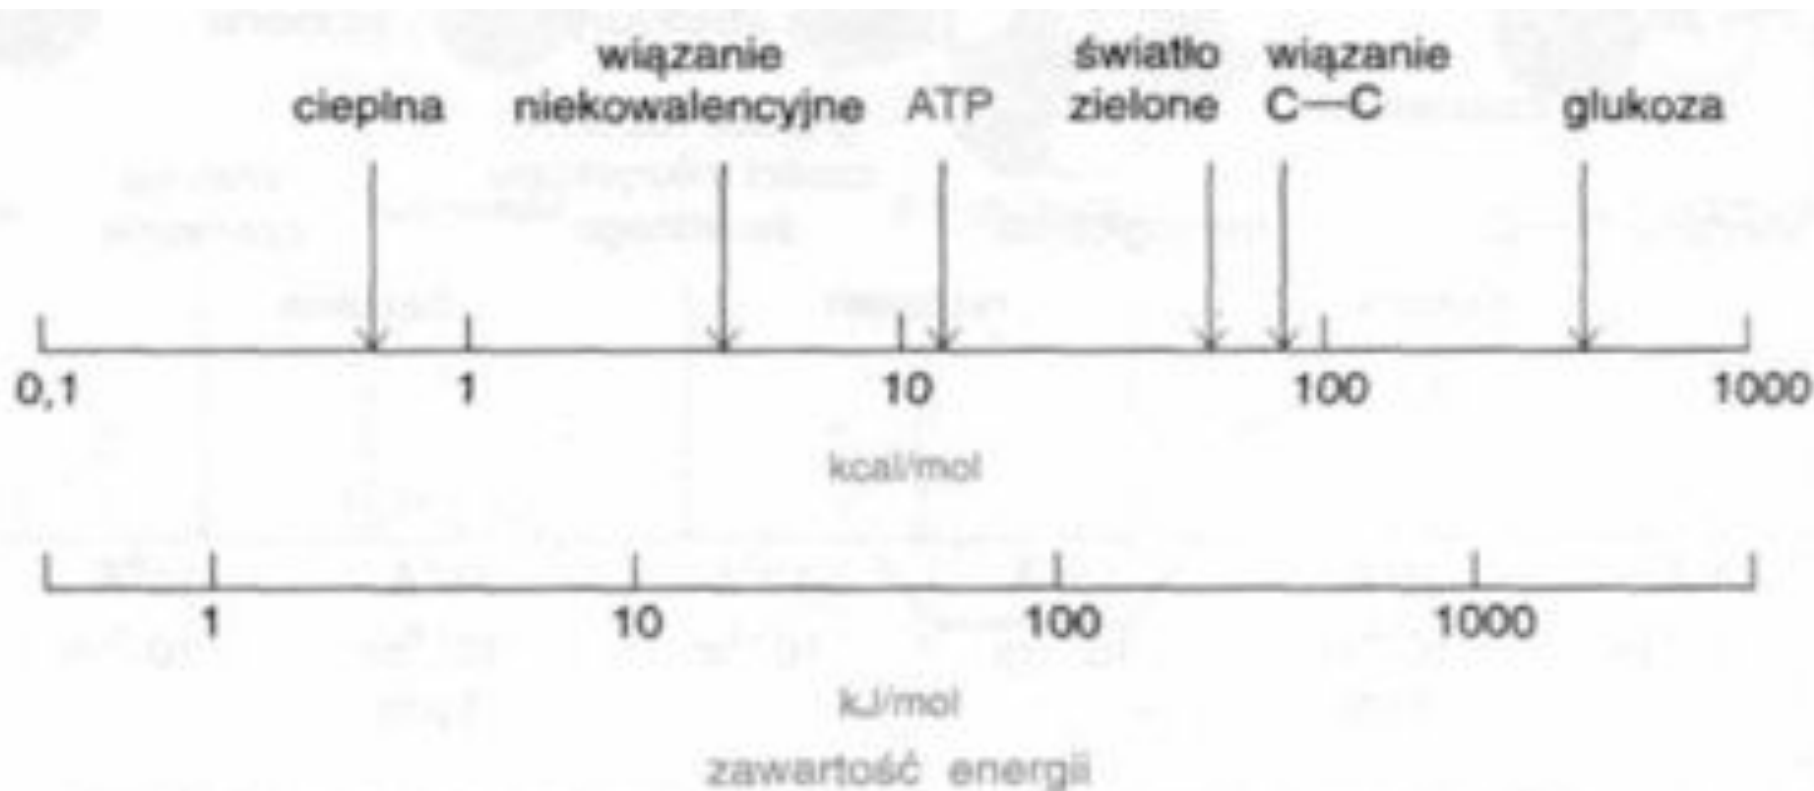 wiązanie
niekowalencyjne
cieplna
ATP
światło
zielone
wiązanie
C—C
glukoza
0,1 1 10 100 1000
kcal/mol
1 10 100 1000
kJ/mol
zawartość energii